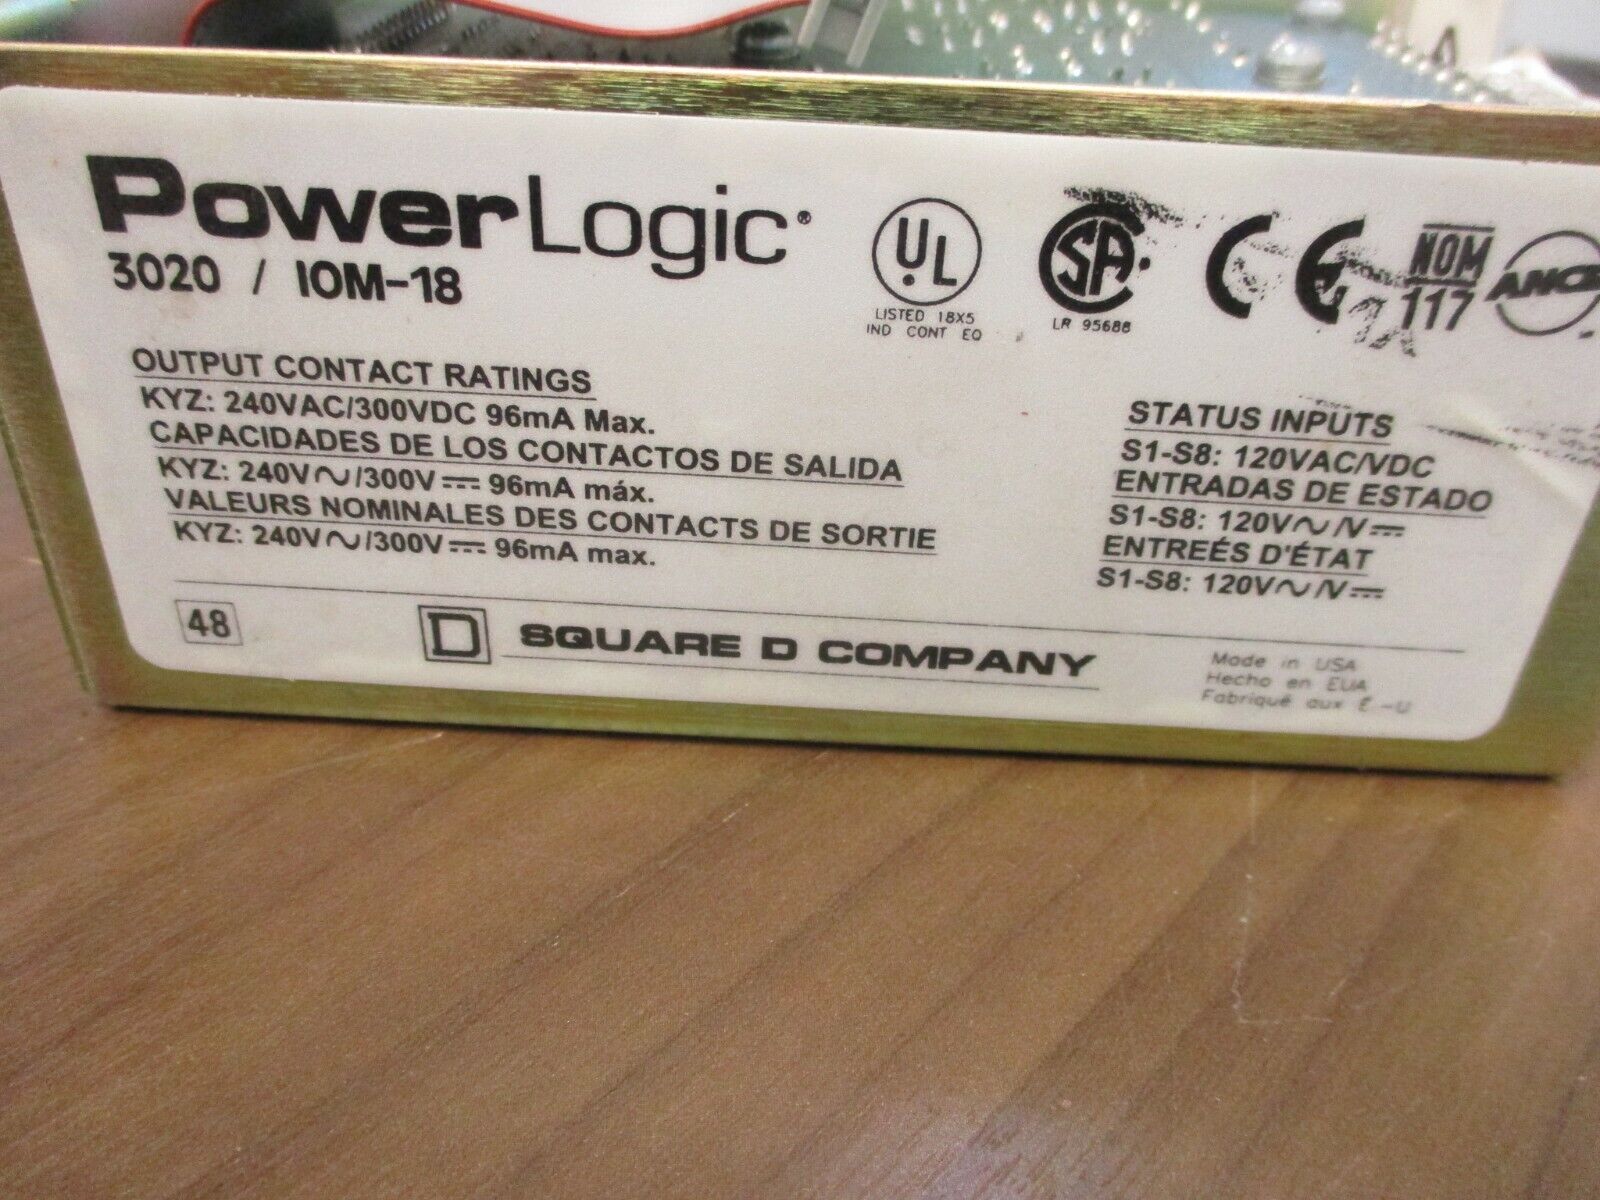 PowerLogic®
3020 / IOM-18
UL
LISTED 18X5
IND CONT EQ
SA
LR 95688
CE
NOM
117
ANCE
OUTPUT CONTACT RATINGS
KYZ: 240VAC/300VDC 96mA Max.
CAPACIDADES DE LOS CONTACTOS DE SALIDA
KYZ: 240V∿/300V⎓ 96mA máx.
VALEURS NOMINALES DES CONTACTS DE SORTIE
KYZ: 240V∿/300V⎓ 96mA max.
STATUS INPUTS
S1-S8: 120VAC/VDC
ENTRADAS DE ESTADO
S1-S8: 120V∿/V⎓
ENTREÉS D'ÉTAT
S1-S8: 120V∿/V⎓
48
D SQUARE D COMPANY
Made in USA
Hecho en EUA
Fabriqué aux É.-U